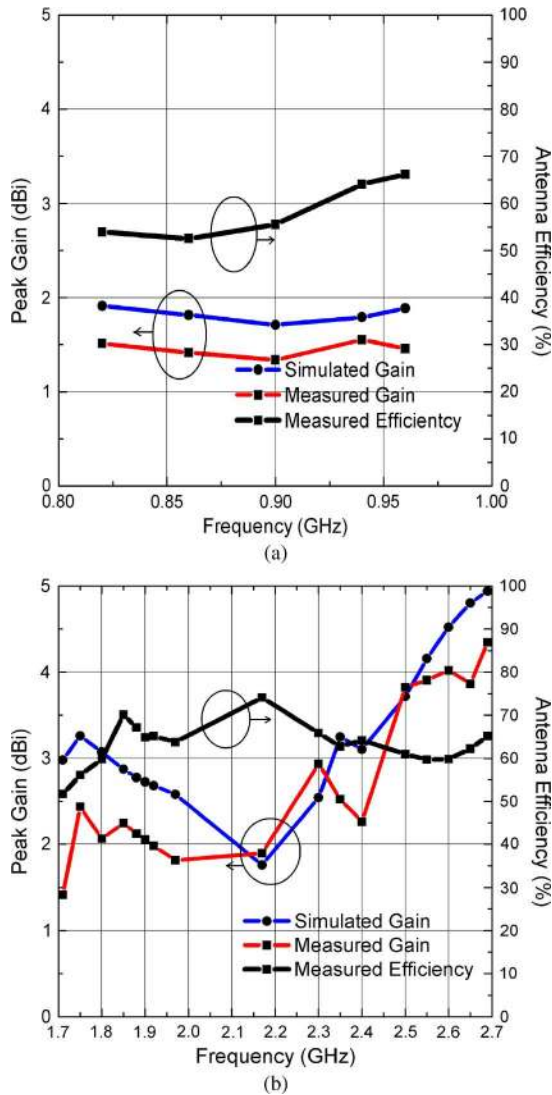 5
4
3
2
1
0
100
90
80
70
60
50
40
30
20
10
0
Peak Gain (dBi)
Antenna Efficiency (%)
Simulated Gain
Measured Gain
Measured Efficientcy
0.80 0.85 0.90 0.95 1.00
Frequency (GHz)
(a)
5
4
3
2
1
0
100
90
80
70
60
50
40
30
20
10
0
Peak Gain (dBi)
Antenna Efficiency (%)
Simulated Gain
Measured Gain
Measured Efficiency
1.7 1.8 1.9 2.0 2.1 2.2 2.3 2.4 2.5 2.6 2.7
Frequency (GHz)
(b)